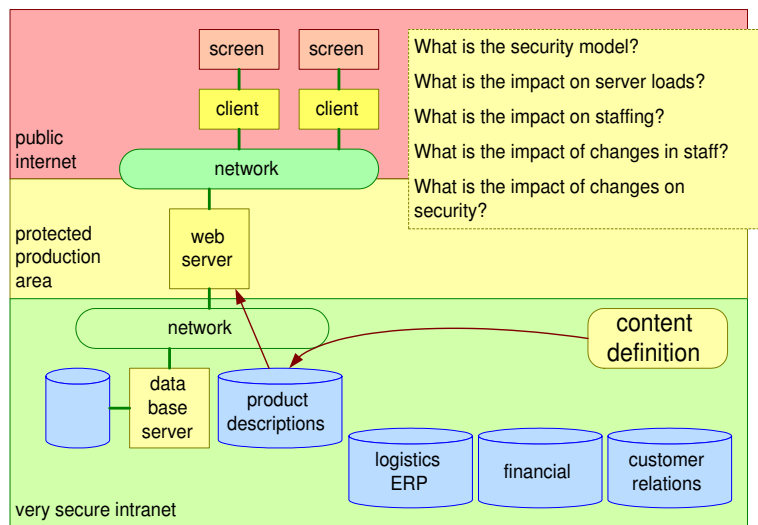 screen
screen
client
client
public
internet
network
What is the security model?
What is the impact on server loads?
What is the impact on staffing?
What is the impact of changes in staff?
What is the impact of changes on
security?
protected
production
area
web
server
network
content
definition
data
base
server
product
descriptions
logistics
ERP
financial
customer
relations
very secure intranet